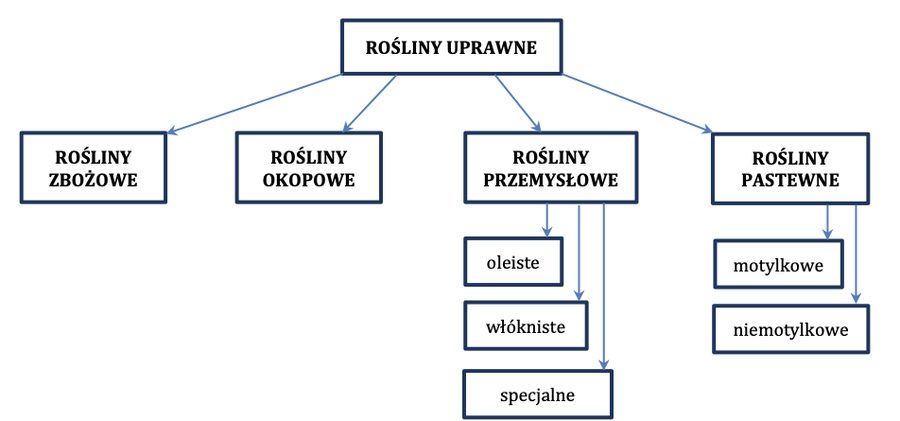 ROŚLINY UPRAWNE
ROŚLINY
ZBOŻOWE
ROŚLINY
OKOPOWE
ROŚLINY
PRZEMYSŁOWE
ROŚLINY
PASTEWNE
oleiste
włókniste
specjalne
motylkowe
niemotylkowe